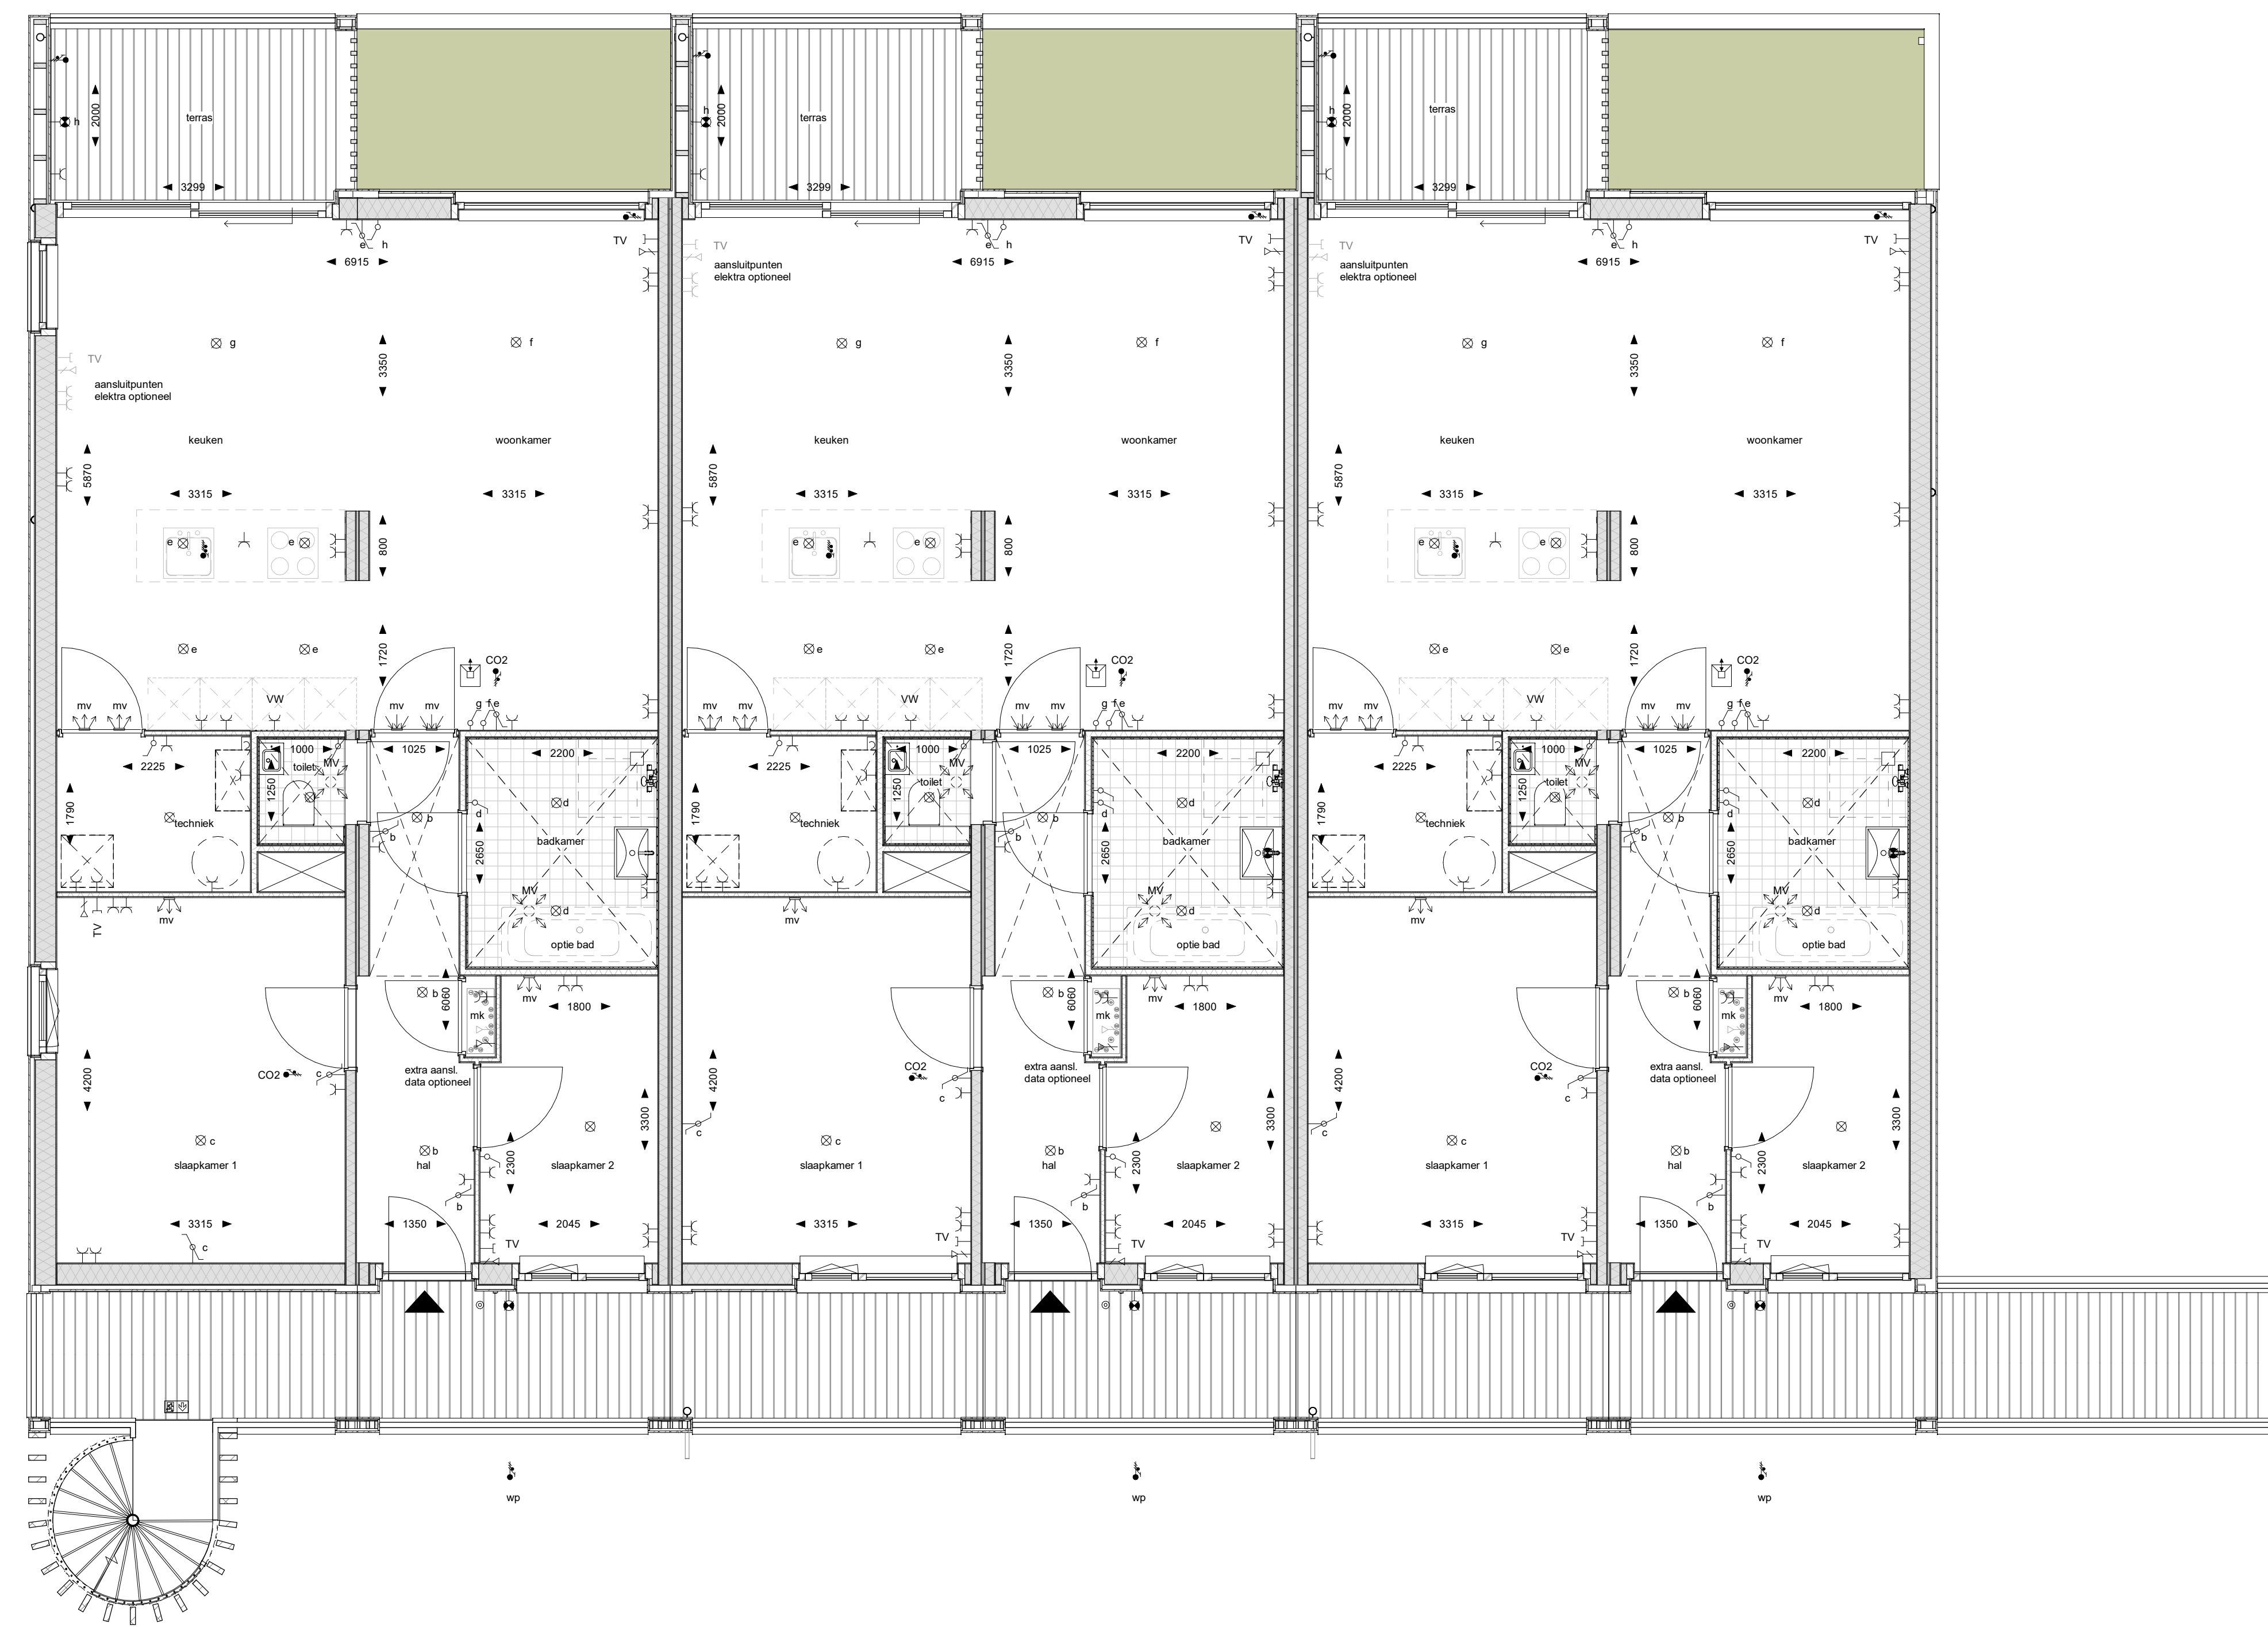 terras
h
2000
3299
terras
h
2000
3299
terras
h
2000
3299
e h
6915
TV
TV
aansluitpunten
elektra optioneel
e h
6915
TV
TV
aansluitpunten
elektra optioneel
e h
6915
TV
g
f
3350
g
f
3350
g
f
3350
TV
aansluitpunten
elektra optioneel
keuken
woonkamer
keuken
woonkamer
keuken
woonkamer
5870
3315
3315
5870
3315
3315
5870
3315
3315
e
e
800
e
e
800
e
e
800
e
e
1720
CO2
e
e
1720
CO2
e
e
1720
CO2
mv
mv
VW
mv
mv
g f e
mv
mv
VW
mv
mv
g f e
mv
mv
VW
mv
mv
g f e
2225
1000
1025
2200
toilet
MV
1250
1790
techniek
b
b
d
d
2650
badkamer
MV
d
optie bad
2225
1000
1025
2200
toilet
MV
1250
1790
techniek
b
b
d
d
2650
badkamer
MV
d
optie bad
2225
1000
1025
2200
toilet
MV
1250
1790
techniek
b
b
d
d
2650
badkamer
MV
d
optie bad
TV
mv
mv
mv
b
6060
mk
mv
1800
b
6060
mk
mv
1800
b
6060
mk
mv
1800
4200
CO2
c
extra aansl.
data optioneel
3300
4200
CO2
c
c
extra aansl.
data optioneel
3300
4200
CO2
c
c
extra aansl.
data optioneel
3300
c
slaapkamer 1
b
hal
2300
slaapkamer 2
c
slaapkamer 1
b
hal
2300
slaapkamer 2
c
slaapkamer 1
b
hal
2300
slaapkamer 2
3315
c
b
1350
2045
TV
3315
TV
b
1350
2045
TV
3315
TV
b
1350
2045
TV
wp
wp
wp